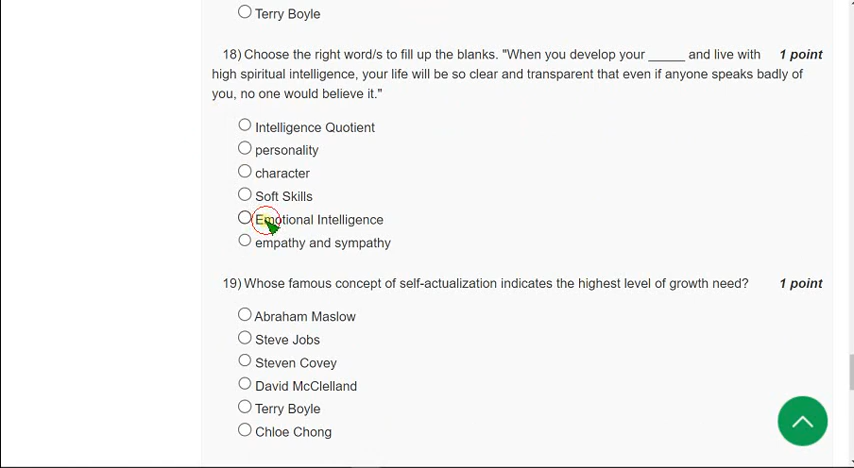 Terry Boyle
18) Choose the right word/s to fill up the blanks. "When you develop your _____ and live with 1 point
high spiritual intelligence, your life will be so clear and transparent that even if anyone speaks badly of
you, no one would believe it."
Intelligence Quotient
personality
character
Soft Skills
Emotional Intelligence
empathy and sympathy
19) Whose famous concept of self-actualization indicates the highest level of growth need? 1 point
Abraham Maslow
Steve Jobs
Steven Covey
David McClelland
Terry Boyle
Chloe Chong